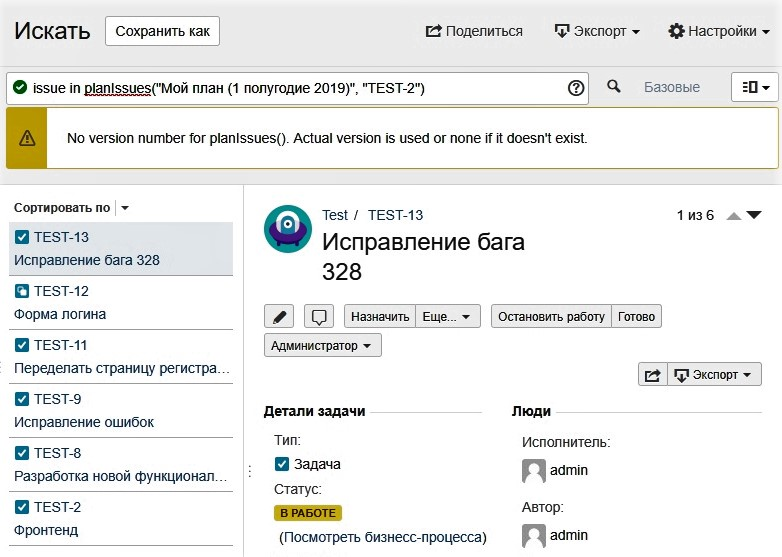 Искать
Сохранить как
Поделиться
Экспорт
Настройки
issue in planIssues("Мой план (1 полугодие 2019)", "TEST-2")
Базовые
No version number for planIssues(). Actual version is used or none if it doesn't exist.
Сортировать по
TEST-13
Исправление бага 328
TEST-12
Форма логина
TEST-11
Переделать страницу регистра...
TEST-9
Исправление ошибок
TEST-8
Разработка новой функционал...
TEST-2
Фронтенд
Test / TEST-13
1 из 6
Исправление бага
328
Назначить
Еще...
Остановить работу
Готово
Администратор
Экспорт
Детали задачи
Тип:
Задача
Статус:
В РАБОТЕ
(Посмотреть бизнес-процесса)
Люди
Исполнитель:
admin
Автор:
admin